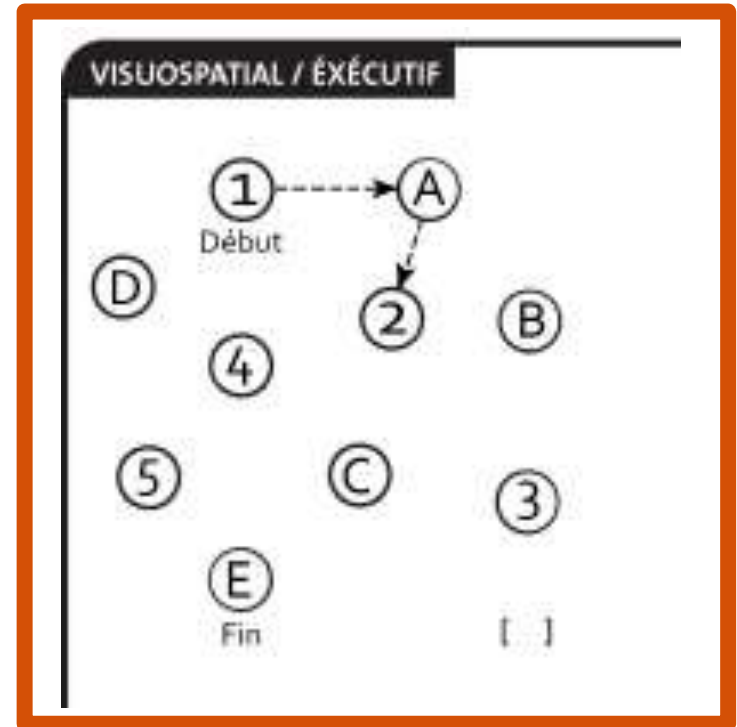 VISUOSPATIAL / ÉXÉCUTIF
1 A
Début
D
2 B
4
5 C 3
E
Fin [ ]